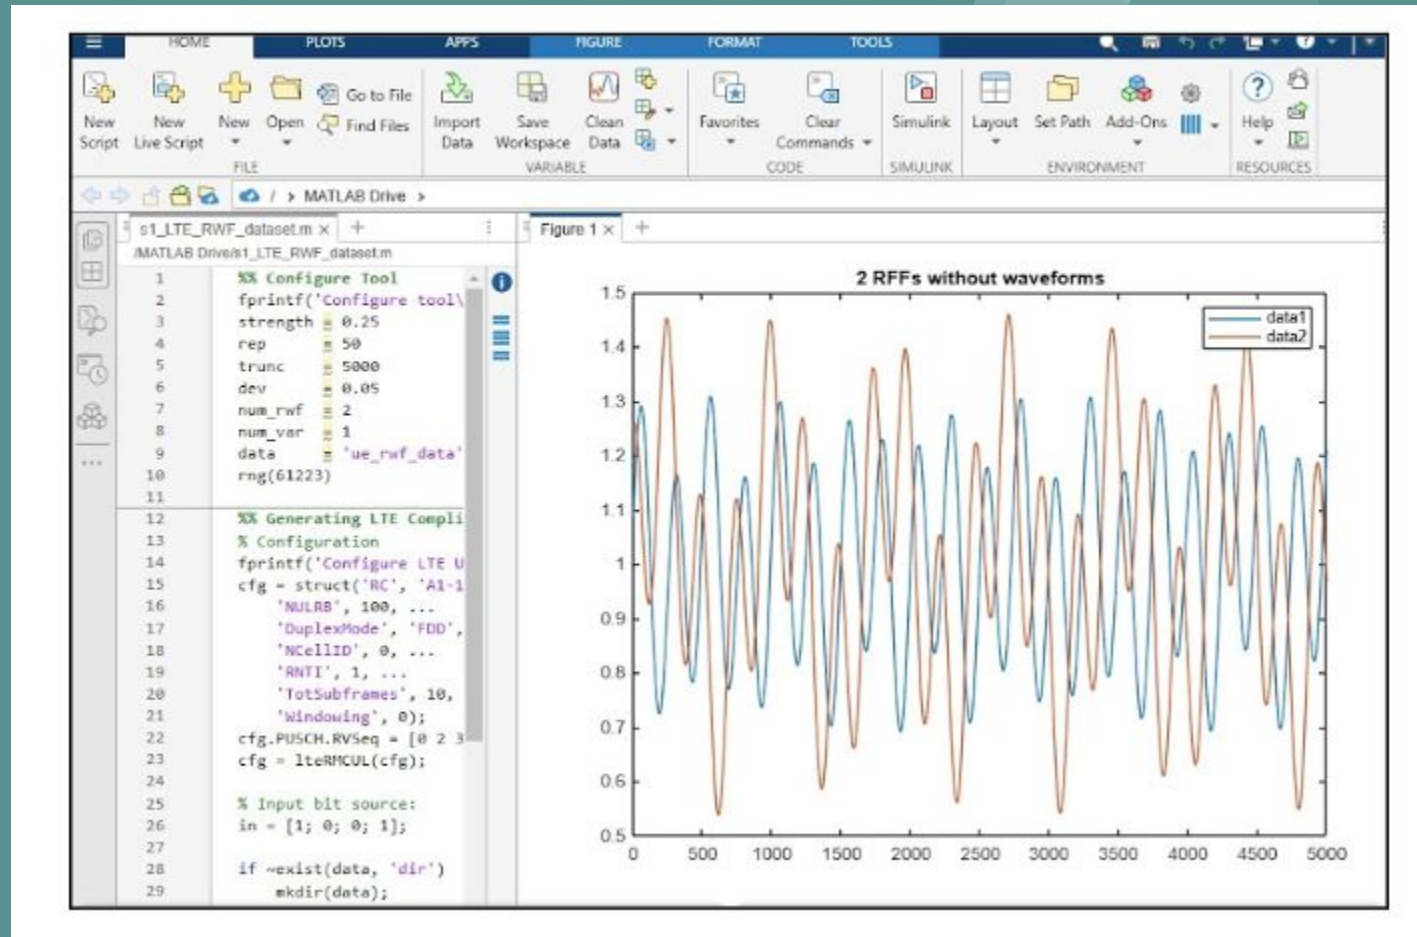 HOME PLOTS APPS FIGURE FORMAT TOOLS
Go to File
Find Files
New Script
New Live Script
New
Open
Import Data
Save Workspace
Clean Data
Favorites
Clear Commands
Simulink
Layout
Set Path
Add-Ons
Help
FILE VARIABLE CODE SIMULINK ENVIRONMENT RESOURCES
/ > MATLAB Drive >
s1_LTE_RWF_dataset.m × +
/MATLAB Drive/s1_LTE_RWF_dataset.m
1 %% Configure Tool
2 fprintf('Configure tool\
3 strength = 0.25
4 rep = 50
5 trunc = 5000
6 dev = 0.05
7 num_rwf = 2
8 num_var = 1
9 data = 'ue_rwf_data'
10 rng(61223)
11
12 %% Generating LTE Compli
13 % Configuration
14 fprintf('Configure LTE U
15 cfg = struct('RC', 'A1-1
16 'NULRB', 100, ...
17 'DuplexMode', 'FDD',
18 'NCellID', 0, ...
19 'RNTI', 1, ...
20 'TotSubframes', 10,
21 'Windowing', 0);
22 cfg.PUSCH.RVSeq = [0 2 3
23 cfg = lteRMCUL(cfg);
24
25 % Input bit source:
26 in = [1; 0; 0; 1];
27
28 if ~exist(data, 'dir')
29 mkdir(data);
Figure 1 × +
2 RFFs without waveforms
data1
data2
1.5
1.4
1.3
1.2
1.1
1
0.9
0.8
0.7
0.6
0.5
0 500 1000 1500 2000 2500 3000 3500 4000 4500 5000